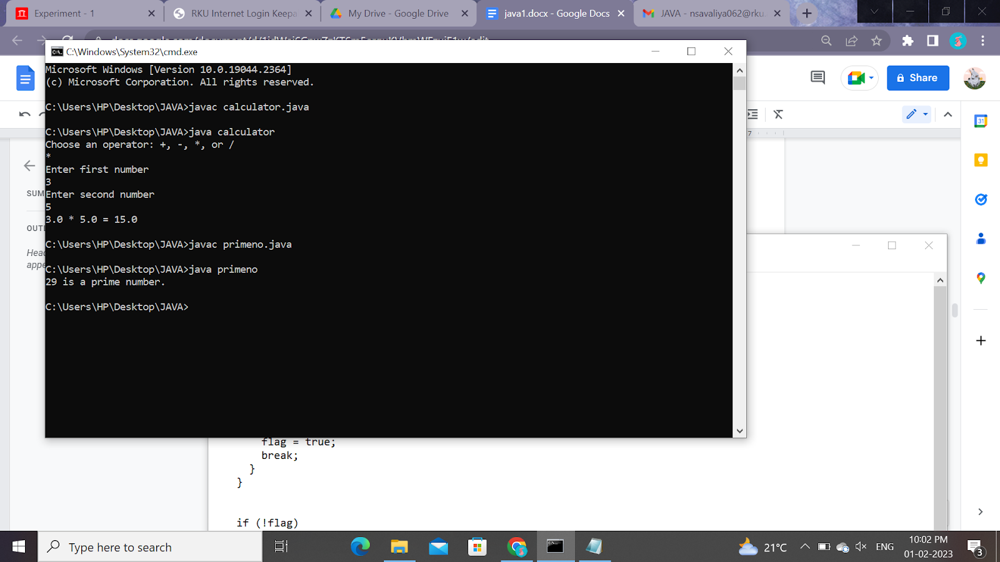 Experiment - 1
RKU Internet Login Keepa
My Drive - Google Drive
java1.docx - Google Docs
JAVA - nsavaliya062@rku.
C:\Windows\System32\cmd.exe
Share
Microsoft Windows [Version 10.0.19044.2364]
(c) Microsoft Corporation. All rights reserved.
C:\Users\HP\Desktop\JAVA>javac calculator.java
C:\Users\HP\Desktop\JAVA>java calculator
Choose an operator: +, -, *, or /
*
Enter first number
3
Enter second number
5
3.0 * 5.0 = 15.0
C:\Users\HP\Desktop\JAVA>javac primeno.java
C:\Users\HP\Desktop\JAVA>java primeno
29 is a prime number.
C:\Users\HP\Desktop\JAVA>
7
31
SUM
OUTL
Head
appe
flag = true;
break;
}
}
if (!flag)
Type here to search
21°C
ENG
10:02 PM
01-02-2023
3